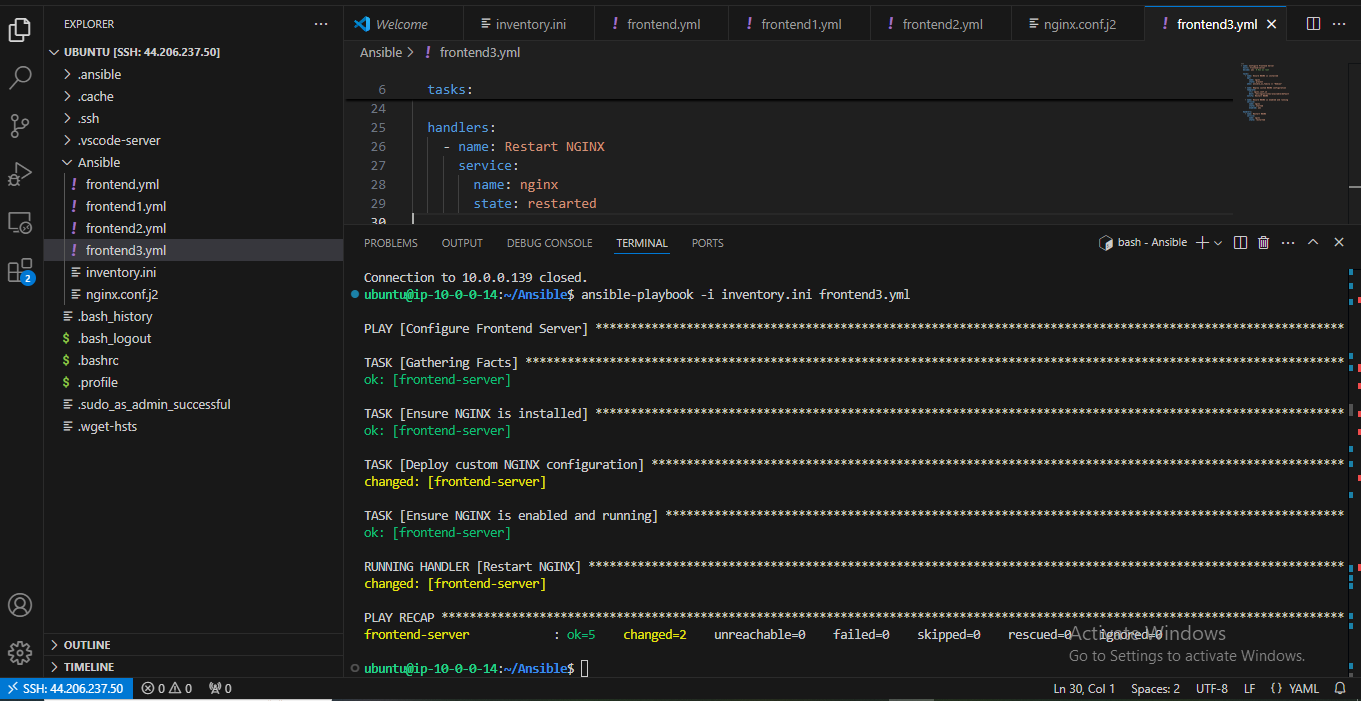 EXPLORER
UBUNTU [SSH: 44.206.237.50]
.ansible
.cache
.ssh
.vscode-server
Ansible
! frontend.yml
! frontend1.yml
! frontend2.yml
! frontend3.yml
inventory.ini
nginx.conf.j2
.bash_history
$ .bash_logout
$ .bashrc
$ .profile
.sudo_as_admin_successful
.wget-hsts
OUTLINE
TIMELINE
2
Welcome
inventory.ini
! frontend.yml
! frontend1.yml
! frontend2.yml
nginx.conf.j2
! frontend3.yml
Ansible > ! frontend3.yml
6 tasks:
24
25 handlers:
26 - name: Restart NGINX
27 service:
28 name: nginx
29 state: restarted
30
PROBLEMS OUTPUT DEBUG CONSOLE TERMINAL PORTS
bash - Ansible
Connection to 10.0.0.139 closed.
ubuntu@ip-10-0-0-14:~/Ansible$ ansible-playbook -i inventory.ini frontend3.yml
PLAY [Configure Frontend Server] ************************************************************************************************************
TASK [Gathering Facts] **********************************************************************************************************************
ok: [frontend-server]
TASK [Ensure NGINX is installed] ************************************************************************************************************
ok: [frontend-server]
TASK [Deploy custom NGINX configuration] ****************************************************************************************************
changed: [frontend-server]
TASK [Ensure NGINX is enabled and running] **************************************************************************************************
ok: [frontend-server]
RUNNING HANDLER [Restart NGINX] *************************************************************************************************************
changed: [frontend-server]
PLAY RECAP **********************************************************************************************************************************
frontend-server : ok=5 changed=2 unreachable=0 failed=0 skipped=0 rescued=0 ignored=0
ubuntu@ip-10-0-0-14:~/Ansible$
Activate Windows
Go to Settings to activate Windows.
SSH: 44.206.237.50 0 0 0
Ln 30, Col 1 Spaces: 2 UTF-8 LF {} YAML